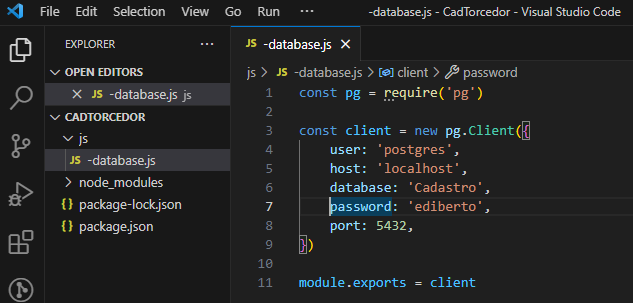 File Edit Selection View Go Run ··· -database.js - CadTorcedor - Visual Studio Code
EXPLORER ···
OPEN EDITORS
JS -database.js js
CADTORCEDOR
js
JS -database.js
node_modules
{} package-lock.json
{} package.json
JS -database.js
js > JS -database.js > client > password
1 const pg = require('pg')
2
3 const client = new pg.Client({
4 user: 'postgres',
5 host: 'localhost',
6 database: 'Cadastro',
7 password: 'ediberto',
8 port: 5432,
9 })
10
11 module.exports = client